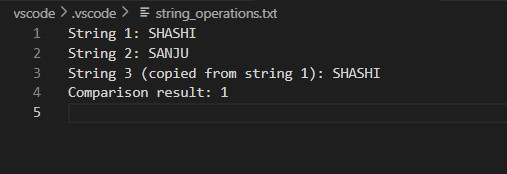 vscode > .vscode > string_operations.txt
1 String 1: SHASHI
2 String 2: SANJU
3 String 3 (copied from string 1): SHASHI
4 Comparison result: 1
5